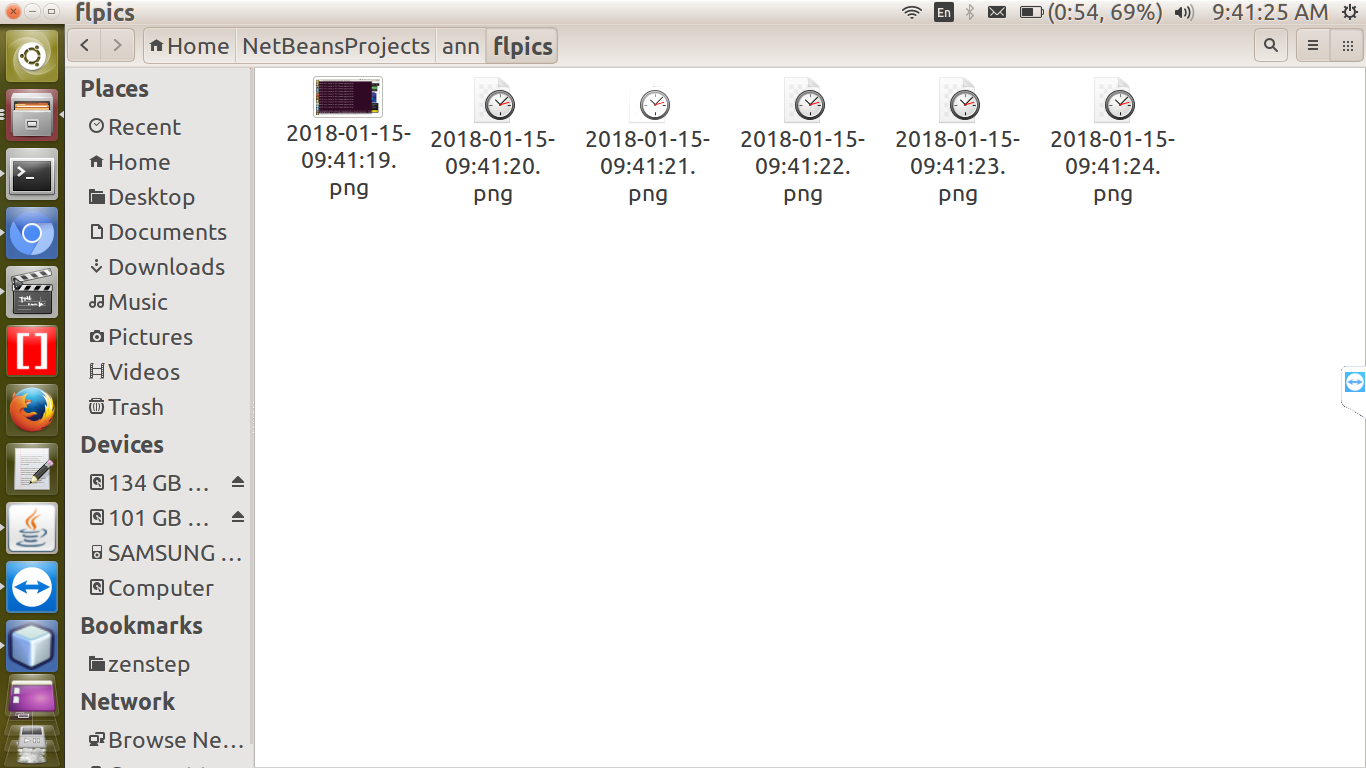 flpics
En
(0:54, 69%)
9:41:25 AM
Home
NetBeansProjects
ann
flpics
Places
Recent
Home
Desktop
Documents
Downloads
Music
Pictures
Videos
Trash
Devices
134 GB ...
101 GB ...
SAMSUNG ...
Computer
Bookmarks
zenstep
Network
Browse Ne...
2018-01-15-
09:41:19.
png
2018-01-15-
09:41:20.
png
2018-01-15-
09:41:21.
png
2018-01-15-
09:41:22.
png
2018-01-15-
09:41:23.
png
2018-01-15-
09:41:24.
png